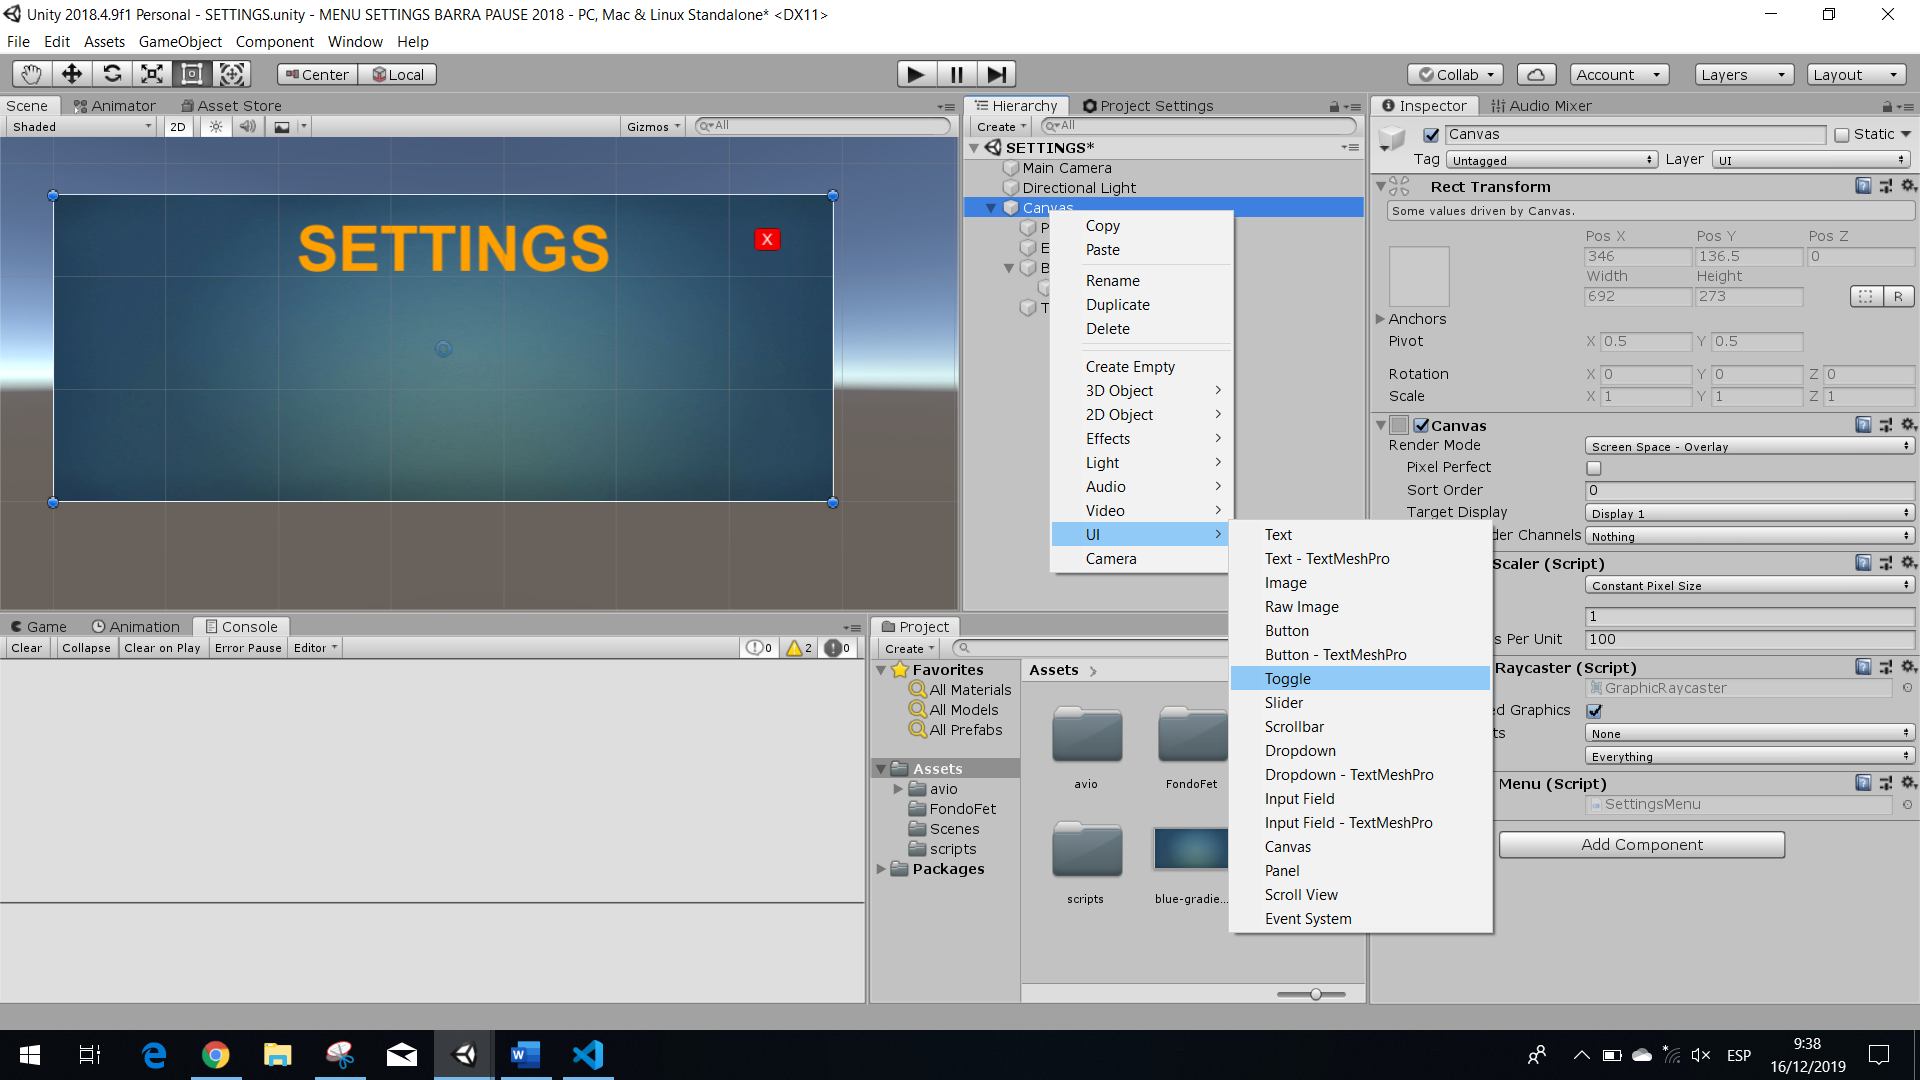 Unity 2018.4.9f1 Personal - SETTINGS.unity - MENU SETTINGS BARRA PAUSE 2018 - PC, Mac & Linux Standalone* <DX11>
File Edit Assets GameObject Component Window Help
Center Local
Collab Account Layers Layout
Scene Animator Asset Store
Shaded 2D Gizmos All
SETTINGS
X
Hierarchy Project Settings
Create All
SETTINGS*
Main Camera
Directional Light
Canvas
P
E
B
T
Copy
Paste
Rename
Duplicate
Delete
Create Empty
3D Object
2D Object
Effects
Light
Audio
Video
UI
Camera
Text
Text - TextMeshPro
Image
Raw Image
Button
Button - TextMeshPro
Toggle
Slider
Scrollbar
Dropdown
Dropdown - TextMeshPro
Input Field
Input Field - TextMeshPro
Canvas
Panel
Scroll View
Event System
Inspector Audio Mixer
Canvas Static
Tag Untagged Layer UI
Rect Transform
Some values driven by Canvas.
Pos X Pos Y Pos Z
346 136.5 0
Width Height
692 273
R
Anchors
Pivot X 0.5 Y 0.5
Rotation X 0 Y 0 Z 0
Scale X 1 Y 1 Z 1
Canvas
Render Mode Screen Space - Overlay
Pixel Perfect
Sort Order 0
Target Display Display 1
der Channels Nothing
Scaler (Script)
Constant Pixel Size
1
s Per Unit 100
Raycaster (Script)
GraphicRaycaster
d Graphics
ts None
Everything
Menu (Script)
SettingsMenu
Add Component
Game Animation Console
Clear Collapse Clear on Play Error Pause Editor 0 2 0
Project
Create
Favorites
All Materials
All Models
All Prefabs
Assets
avio
FondoFet
Scenes
scripts
Packages
Assets
avio
FondoFet
scripts
blue-gradie...
ESP
9:38
16/12/2019